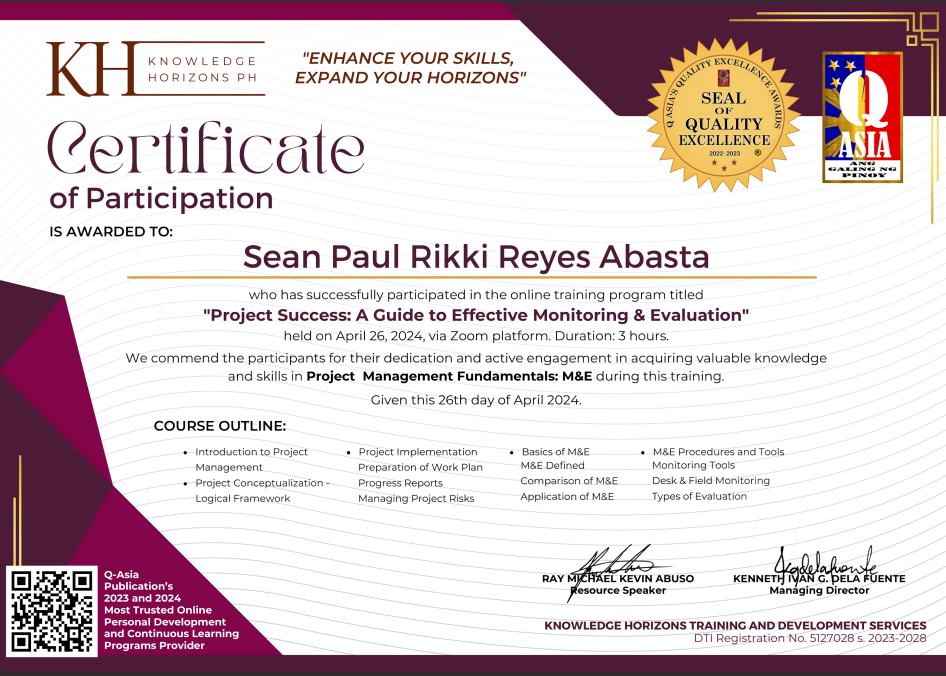 KH
KNOWLEDGE
HORIZONS PH
"ENHANCE YOUR SKILLS,
EXPAND YOUR HORIZONS"
Q ASIA'S QUALITY EXCELLENCE AWARDS
SEAL
OF
QUALITY
EXCELLENCE
2022-2023 ®
Q
ASIA
ANG
GALING NG
PINOY
Certificate
of Participation
IS AWARDED TO:
Sean Paul Rikki Reyes Abasta
who has successfully participated in the online training program titled
"Project Success: A Guide to Effective Monitoring & Evaluation"
held on April 26, 2024, via Zoom platform. Duration: 3 hours.
We commend the participants for their dedication and active engagement in acquiring valuable knowledge
and skills in Project Management Fundamentals: M&E during this training.
Given this 26th day of April 2024.
COURSE OUTLINE:
• Introduction to Project
Management
• Project Conceptualization -
Logical Framework
• Project Implementation
Preparation of Work Plan
Progress Reports
Managing Project Risks
• Basics of M&E
M&E Defined
Comparison of M&E
Application of M&E
• M&E Procedures and Tools
Monitoring Tools
Desk & Field Monitoring
Types of Evaluation
RAY MICHAEL KEVIN ABUSO
Resource Speaker
KENNETH IVAN G. DELA FUENTE
Managing Director
Q-Asia
Publication's
2023 and 2024
Most Trusted Online
Personal Development
and Continuous Learning
Programs Provider
KNOWLEDGE HORIZONS TRAINING AND DEVELOPMENT SERVICES
DTI Registration No. 5127028 s. 2023-2028